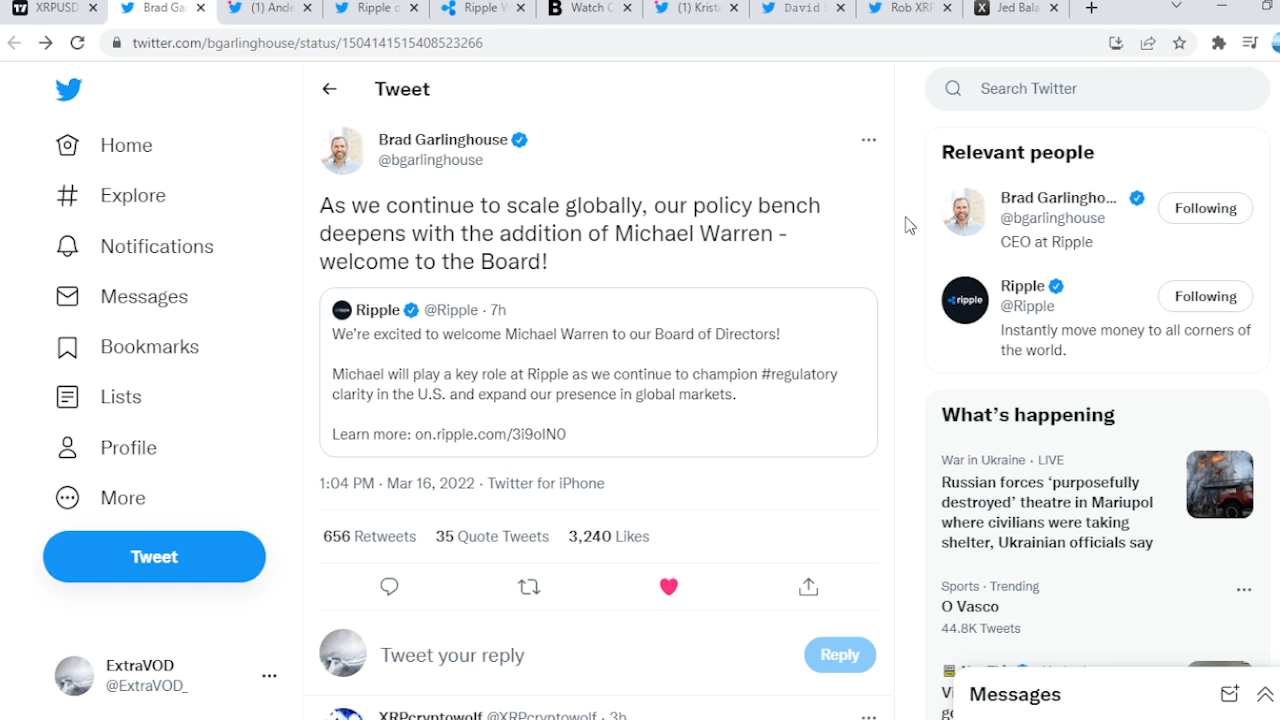 XRPUSD
Brad Ga
(1) Ande
Ripple o
Ripple W
Watch C
(1) Krista
David S
Rob XRP
Jed Bala
twitter.com/bgarlinghouse/status/1504141515408523266
Home
Explore
Notifications
Messages
Bookmarks
Lists
Profile
More
Tweet
ExtraVOD
@ExtraVOD_
Tweet
Brad Garlinghouse
@bgarlinghouse
As we continue to scale globally, our policy bench
deepens with the addition of Michael Warren -
welcome to the Board!
Ripple @Ripple · 7h
We're excited to welcome Michael Warren to our Board of Directors!
Michael will play a key role at Ripple as we continue to champion #regulatory
clarity in the U.S. and expand our presence in global markets.
Learn more: on.ripple.com/3i9oIN0
1:04 PM · Mar 16, 2022 · Twitter for iPhone
656 Retweets 35 Quote Tweets 3,240 Likes
Tweet your reply
Reply
XRPcryptowolf @XRPcryptowolf · 3h
Search Twitter
Relevant people
Brad Garlingho...
@bgarlinghouse
Following
CEO at Ripple
ripple
Ripple
@Ripple
Following
Instantly move money to all corners of
the world.
What's happening
War in Ukraine · LIVE
Russian forces 'purposefully
destroyed' theatre in Mariupol
where civilians were taking
shelter, Ukrainian officials say
Sports · Trending
O Vasco
44.8K Tweets
Messages